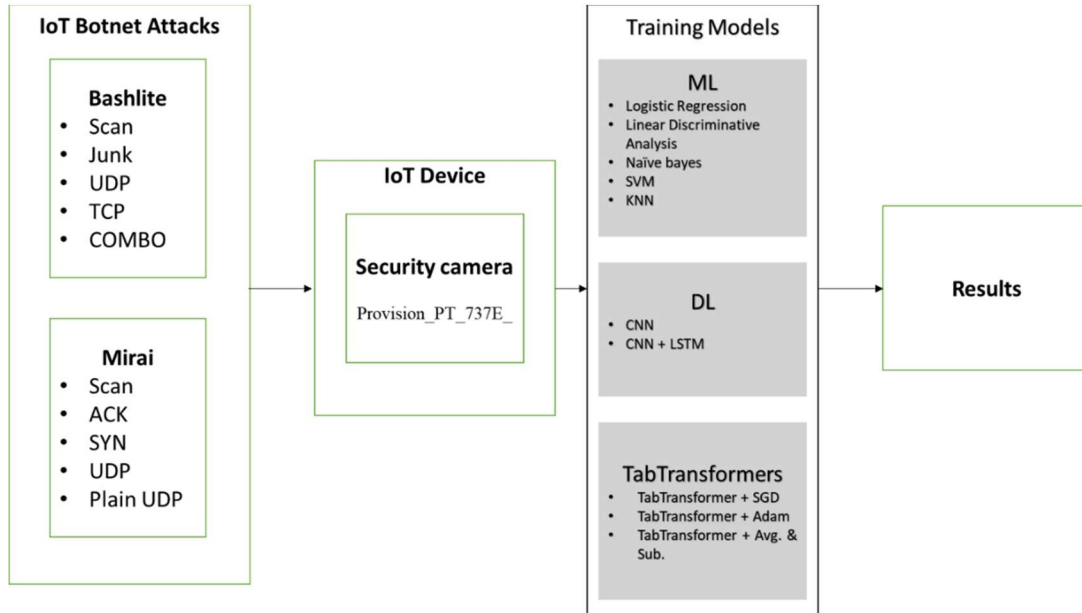 IoT Botnet Attacks
Bashlite
• Scan
• Junk
• UDP
• TCP
• COMBO
Mirai
• Scan
• ACK
• SYN
• UDP
• Plain UDP
IoT Device
Security camera
Provision_PT_737E_
Training Models
ML
• Logistic Regression
• Linear Discriminative
Analysis
• Naïve bayes
• SVM
• KNN
DL
• CNN
• CNN + LSTM
TabTransformers
• TabTransformer + SGD
• TabTransformer + Adam
• TabTransformer + Avg. &
Sub.
Results